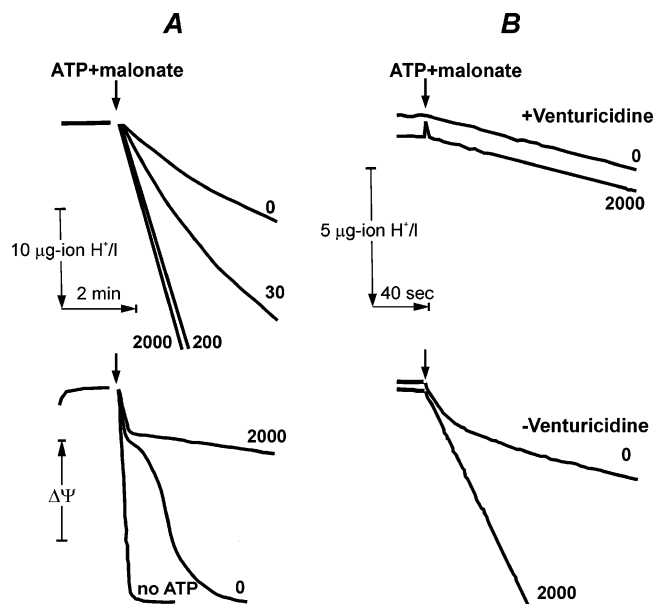 A
B
ATP+malonate
ATP+malonate
+Venturicidine
0
2000
0
10 µg-ion H⁺/l
5 µg-ion H⁺/l
2 min
40 sec
30
2000
200
2000
-Venturicidine
0
ΔΨ
no ATP
0
2000